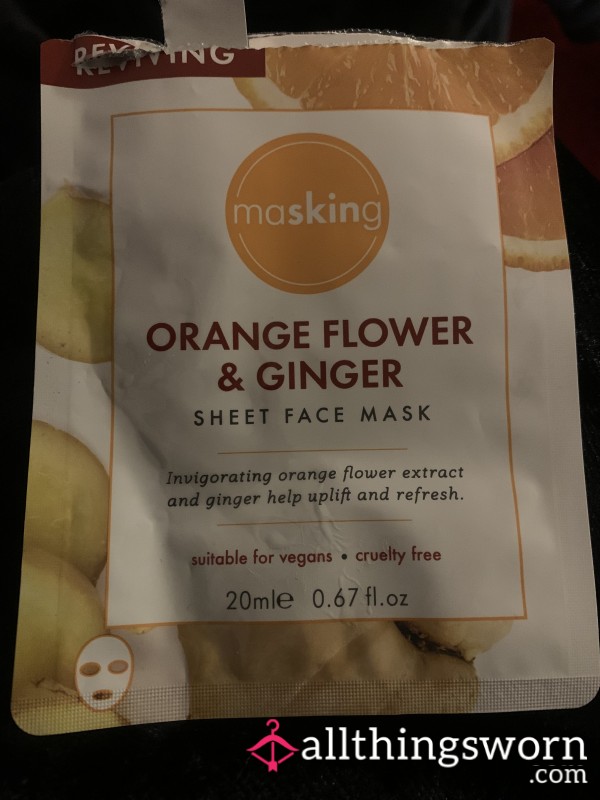 REVIVING
masking
ORANGE FLOWER
& GINGER
SHEET FACE MASK
Invigorating orange flower extract
and ginger help uplift and refresh.
suitable for vegans • cruelty free
20mle 0.67 fl.oz
allthingsworn
.com